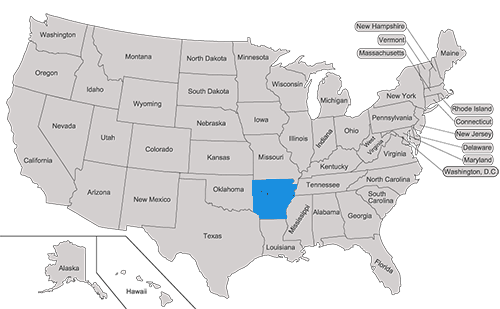 New Hampshire
Vermont
Massachusetts
Washington
Montana
North Dakota
Minnesota
Maine
Oregon
Idaho
Wyoming
South Dakota
Wisconsin
Michigan
New York
Rhode Island
Connecticut
New Jersey
Delaware
Maryland
Washington, D.C
Nevada
Utah
Colorado
Nebraska
Iowa
Illinois
Indiana
Ohio
Pennsylvania
West
Virginia
Virginia
California
Arizona
New Mexico
Kansas
Missouri
Kentucky
Oklahoma
Tennessee
North Carolina
South
Carolina
Texas
Louisiana
Mississippi
Alabama
Georgia
Florida
Alaska
Hawaii